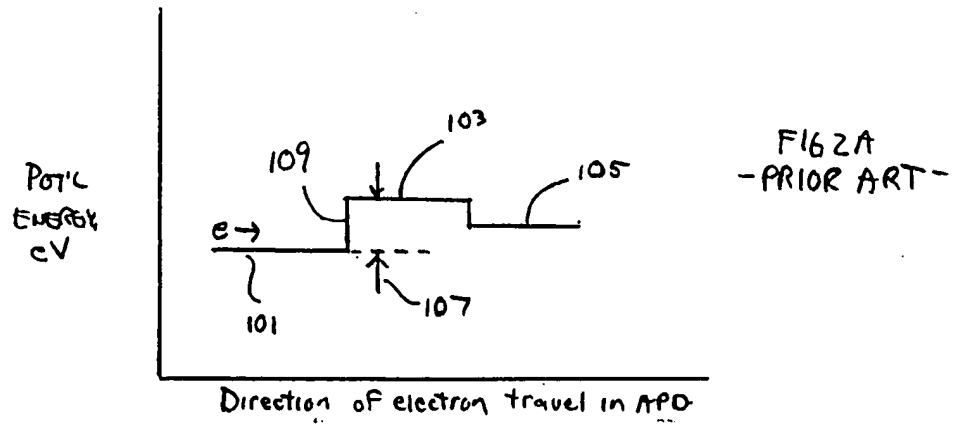 103
109
105
FIG 2A
-PRIOR ART-
POT'L
ENERGY,
eV
e →
107
101
Direction of electron travel in APD